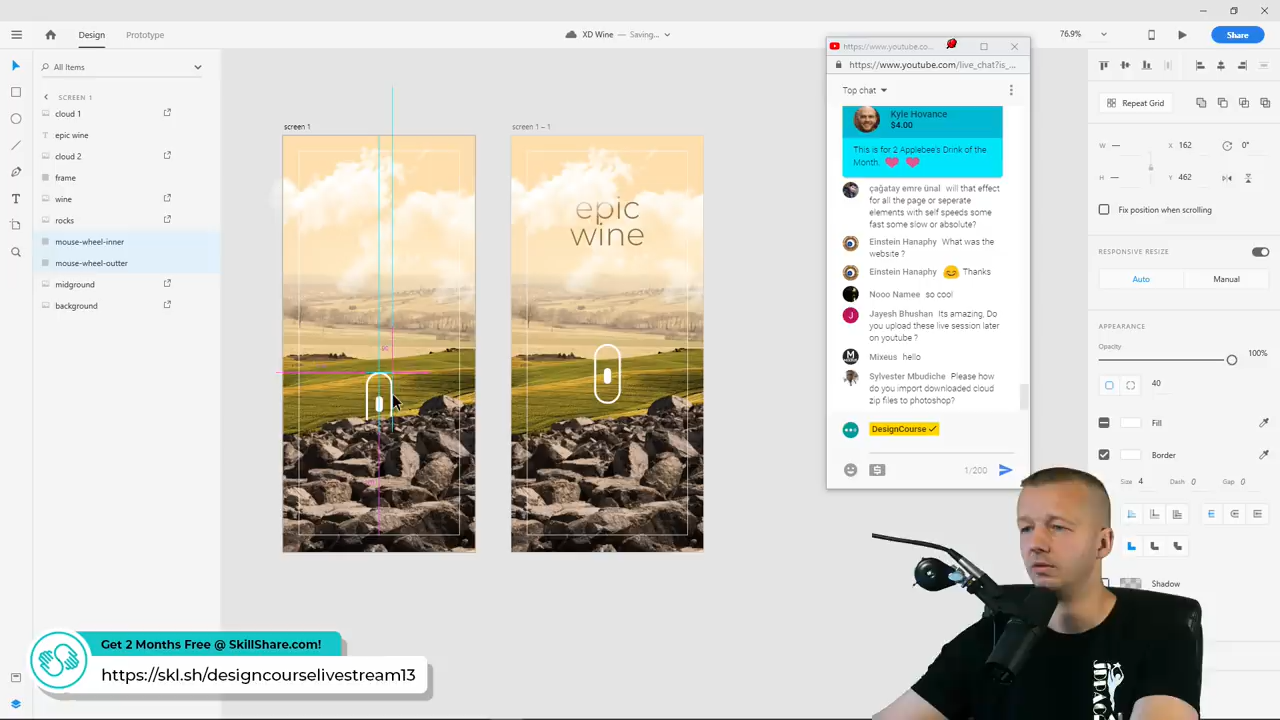 Design
Prototype
XD Wine — Saving...
76.9%
Share
All Items
SCREEN 1
cloud 1
epic wine
cloud 2
frame
wine
rocks
mouse-wheel-inner
mouse-wheel-outter
midground
background
screen 1
screen 1 – 1
epic
wine
https://www.youtube.co...
https://www.youtube.com/live_chat?is_...
Top chat
Kyle Hovance
$4.00
This is for 2 Applebee's Drink of the
Month.
çağatay emre ünal will that effect
for all the page or seperate
elements with self speeds some
fast some slow or absolute?
Einstein Hanaphy What was the
website ?
Einstein Hanaphy Thanks
Nooo Namee so cool
Jayesh Bhushan Its amazing, Do
you upload these live session later
on youtube ?
Mixeus hello
Sylvester Mbudiche Please how
do you import downloaded cloud
zip files to photoshop?
DesignCourse
1/200
Repeat Grid
W — X 162 0°
H — Y 462
Fix position when scrolling
RESPONSIVE RESIZE
Auto Manual
APPEARANCE
Opacity
100%
40
Fill
Border
Size 4 Dash 0 Gap 0
Shadow
Get 2 Months Free @ SkillShare.com!
https://skl.sh/designcourselivestream13